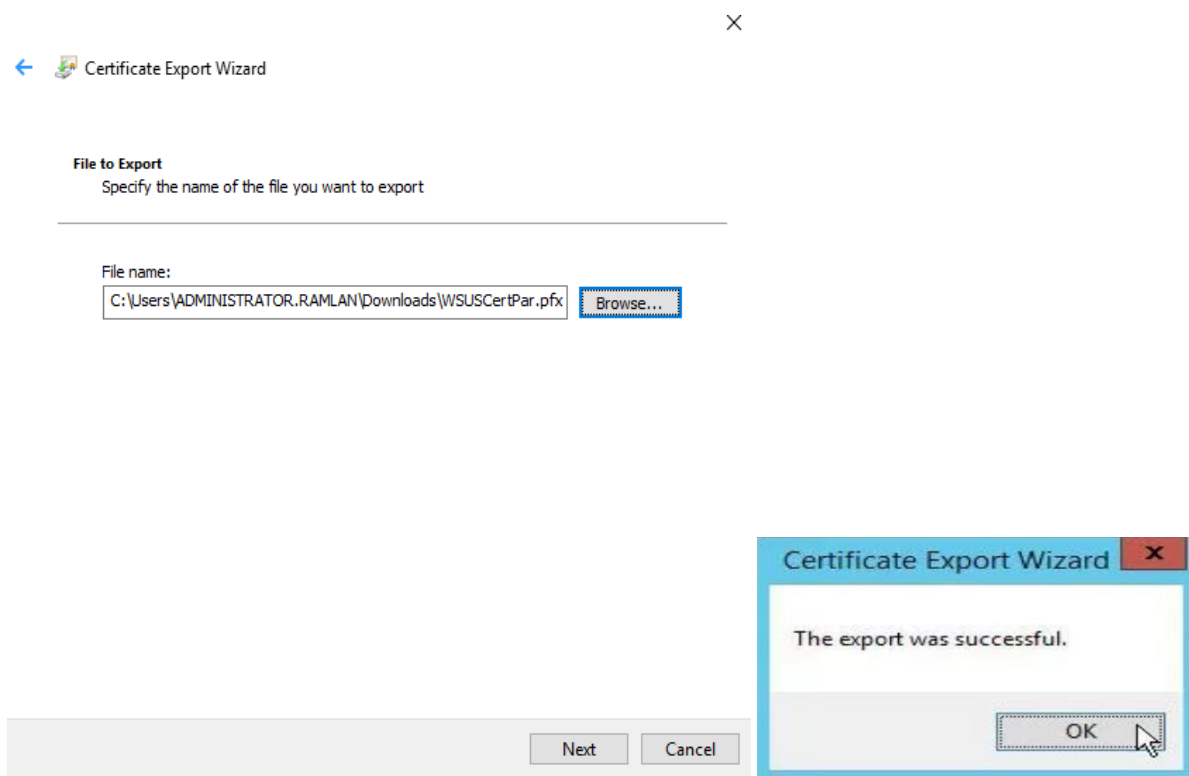 Certificate Export Wizard
File to Export
Specify the name of the file you want to export
File name:
C:\Users\ADMINISTRATOR.RAMLAN\Downloads\WSUSCertPar.pfx
Browse...
Next
Cancel
Certificate Export Wizard
The export was successful.
OK